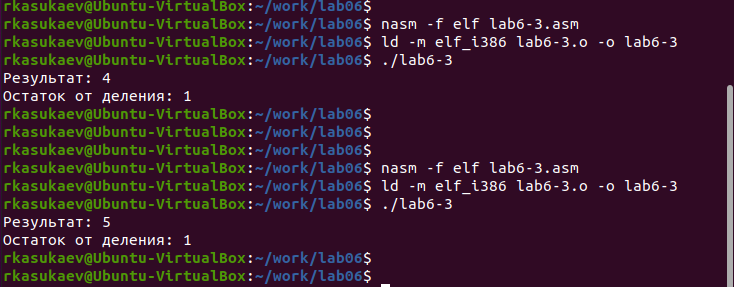 rkasukaev@Ubuntu-VirtualBox:~/work/lab06$
rkasukaev@Ubuntu-VirtualBox:~/work/lab06$ nasm -f elf lab6-3.asm
rkasukaev@Ubuntu-VirtualBox:~/work/lab06$ ld -m elf_i386 lab6-3.o -o lab6-3
rkasukaev@Ubuntu-VirtualBox:~/work/lab06$ ./lab6-3
Результат: 4
Остаток от деления: 1
rkasukaev@Ubuntu-VirtualBox:~/work/lab06$
rkasukaev@Ubuntu-VirtualBox:~/work/lab06$
rkasukaev@Ubuntu-VirtualBox:~/work/lab06$
rkasukaev@Ubuntu-VirtualBox:~/work/lab06$ nasm -f elf lab6-3.asm
rkasukaev@Ubuntu-VirtualBox:~/work/lab06$ ld -m elf_i386 lab6-3.o -o lab6-3
rkasukaev@Ubuntu-VirtualBox:~/work/lab06$ ./lab6-3
Результат: 5
Остаток от деления: 1
rkasukaev@Ubuntu-VirtualBox:~/work/lab06$
rkasukaev@Ubuntu-VirtualBox:~/work/lab06$